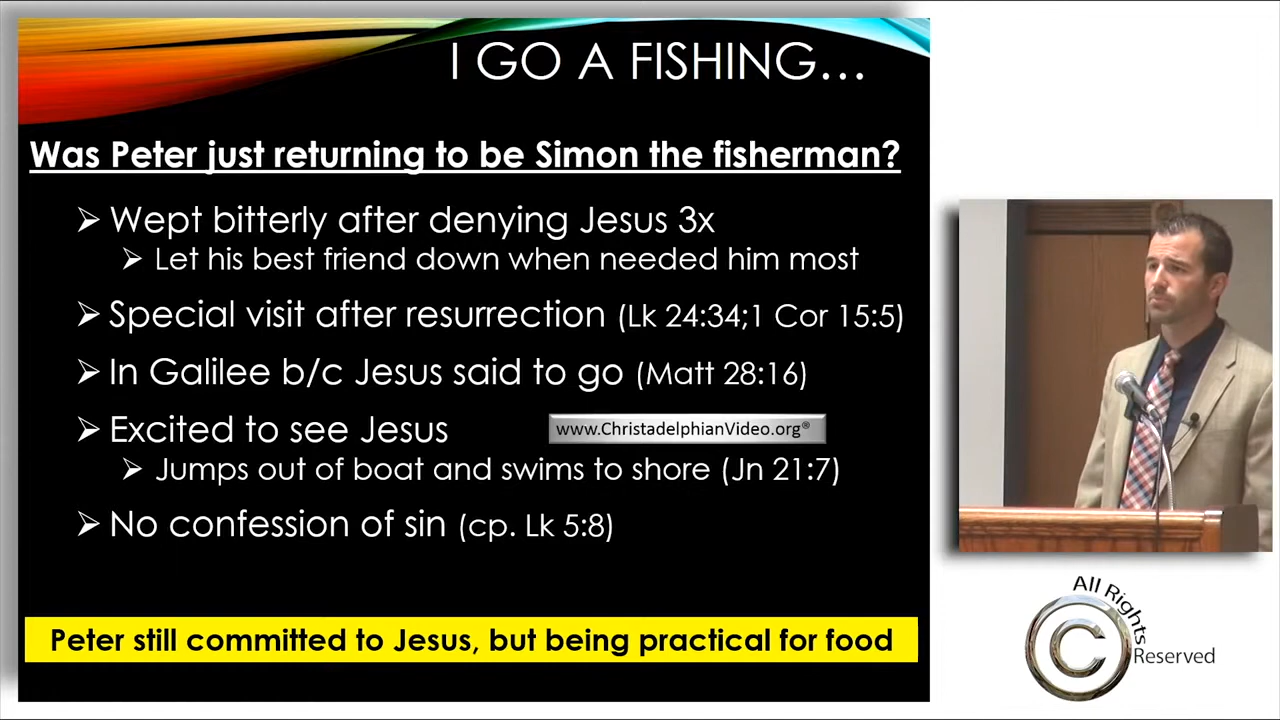 I GO A FISHING...
Was Peter just returning to be Simon the fisherman?
Wept bitterly after denying Jesus 3x
Let his best friend down when needed him most
Special visit after resurrection (Lk 24:34;1 Cor 15:5)
In Galilee b/c Jesus said to go (Matt 28:16)
Excited to see Jesus
www.ChristadelphianVideo.org®
Jumps out of boat and swims to shore (Jn 21:7)
No confession of sin (cp. Lk 5:8)
Peter still committed to Jesus, but being practical for food
All Rights
C
Reserved